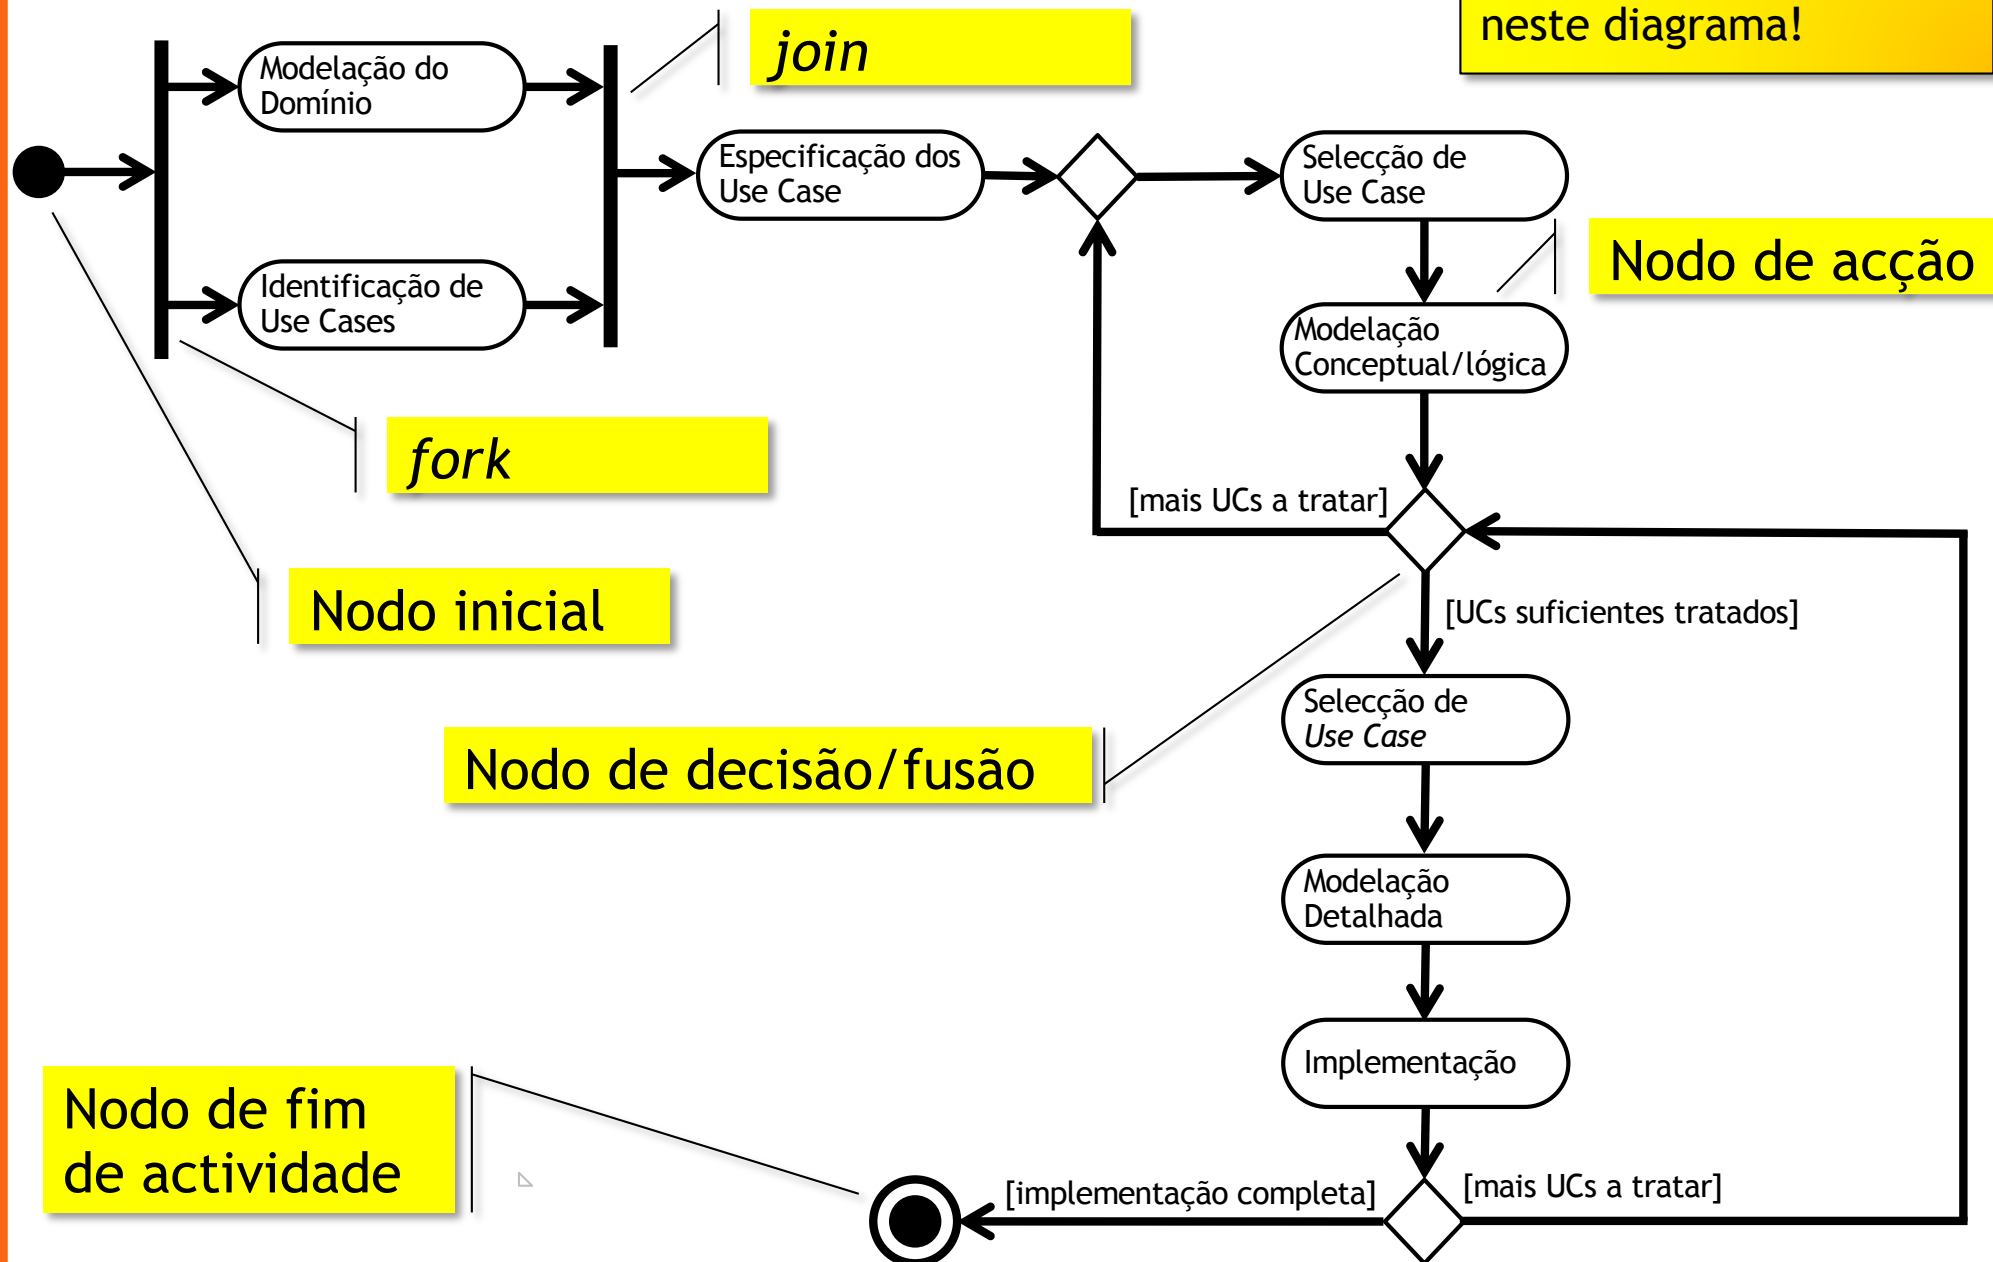 neste diagrama!
join
Modelação do
Domínio
Especificação dos
Use Case
Selecção de
Use Case
Nodo de acção
Identificação de
Use Cases
Modelação
Conceptual/lógica
fork
[mais UCs a tratar]
Nodo inicial
[UCs suficientes tratados]
Selecção de
Use Case
Nodo de decisão/fusão
Modelação
Detalhada
Implementação
Nodo de fim
de actividade
[implementação completa]
[mais UCs a tratar]